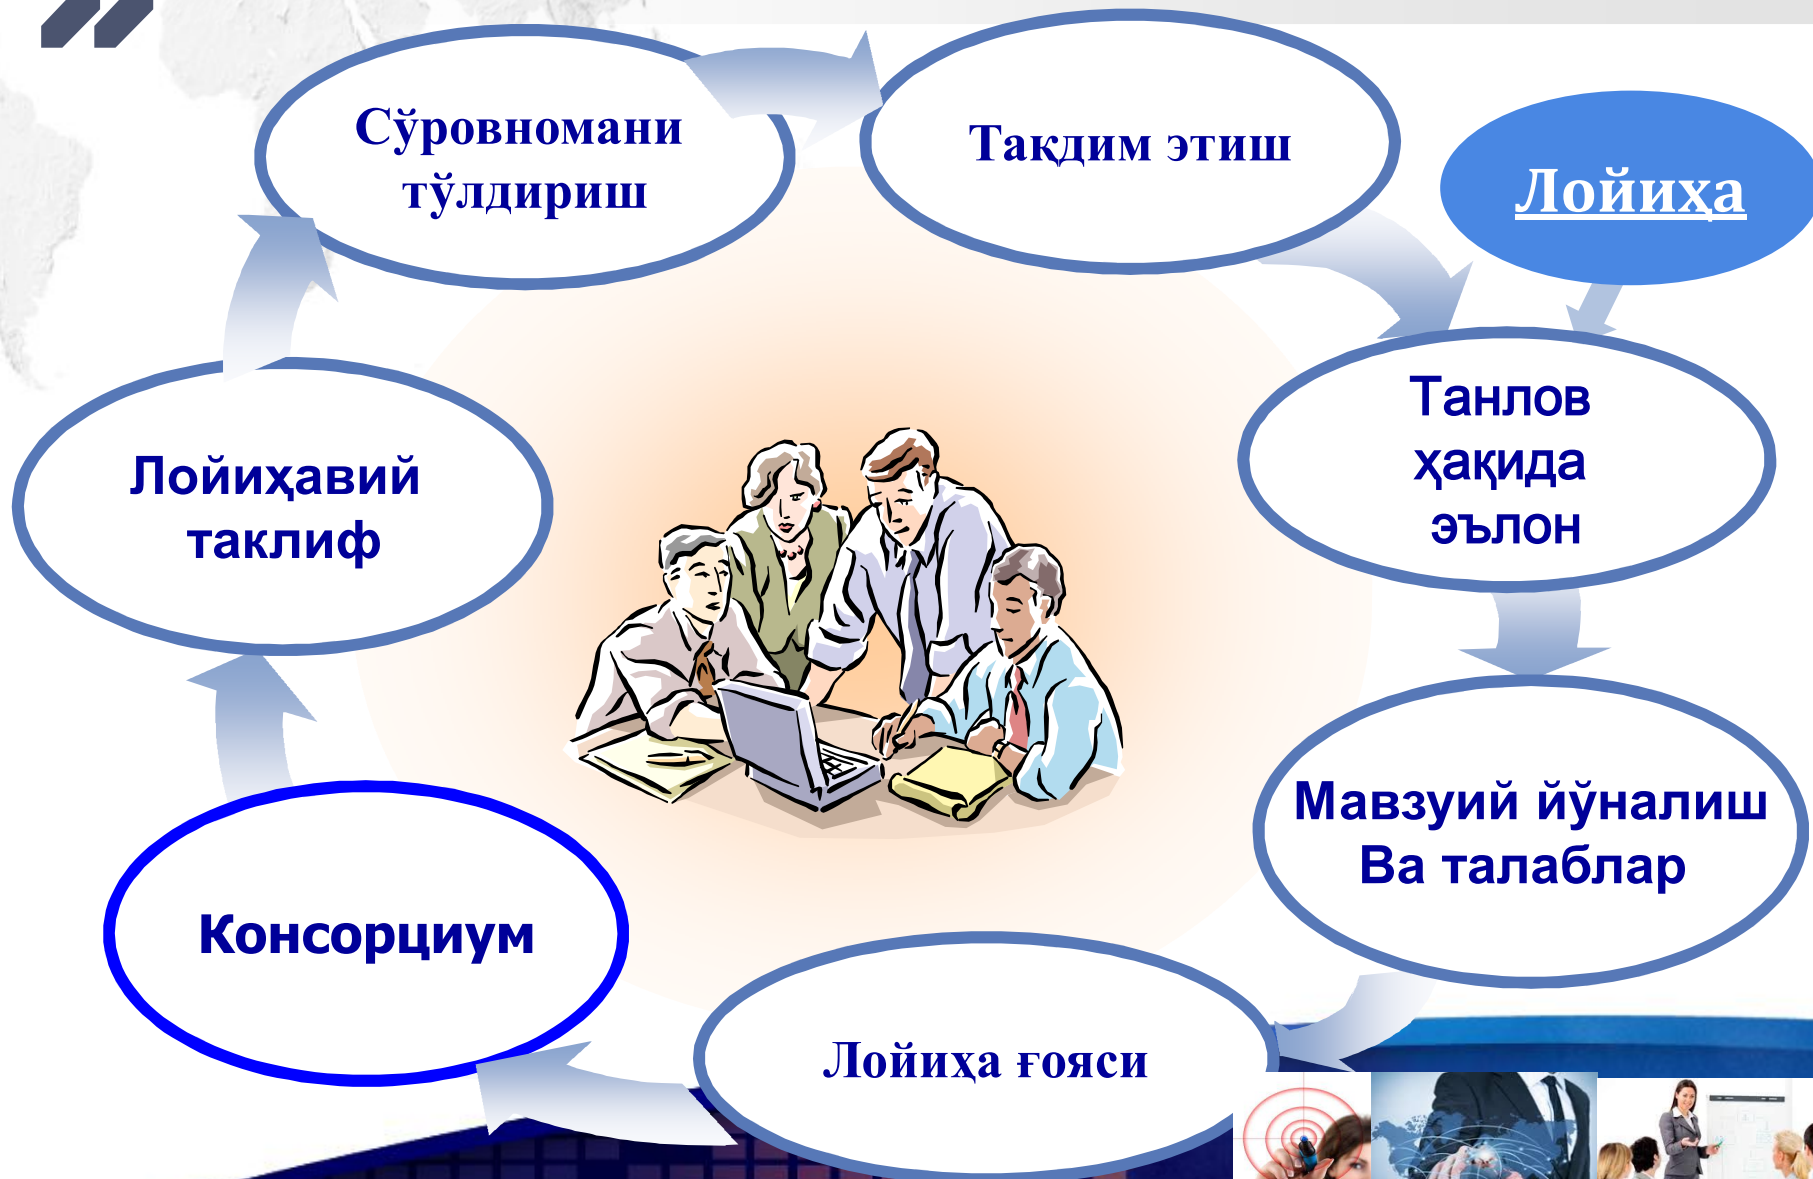 Сўровномани
тўлдириш
Тақдим этиш
Лойиҳа
Танлов
ҳақида
эълон
Лойиҳавий
таклиф
Мавзуий йўналиш
Ва талаблар
Консорциум
Лойиҳа ғояси